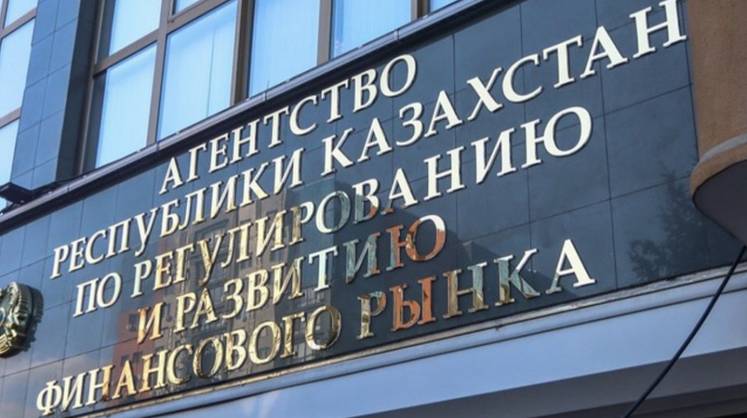 АГЕНТСТВО
РЕСПУБЛИКИ КАЗАХСТАН
ПО РЕГУЛИРОВАНИЮ
И РАЗВИТИЮ
ФИНАНСОВОГО РЫНКА